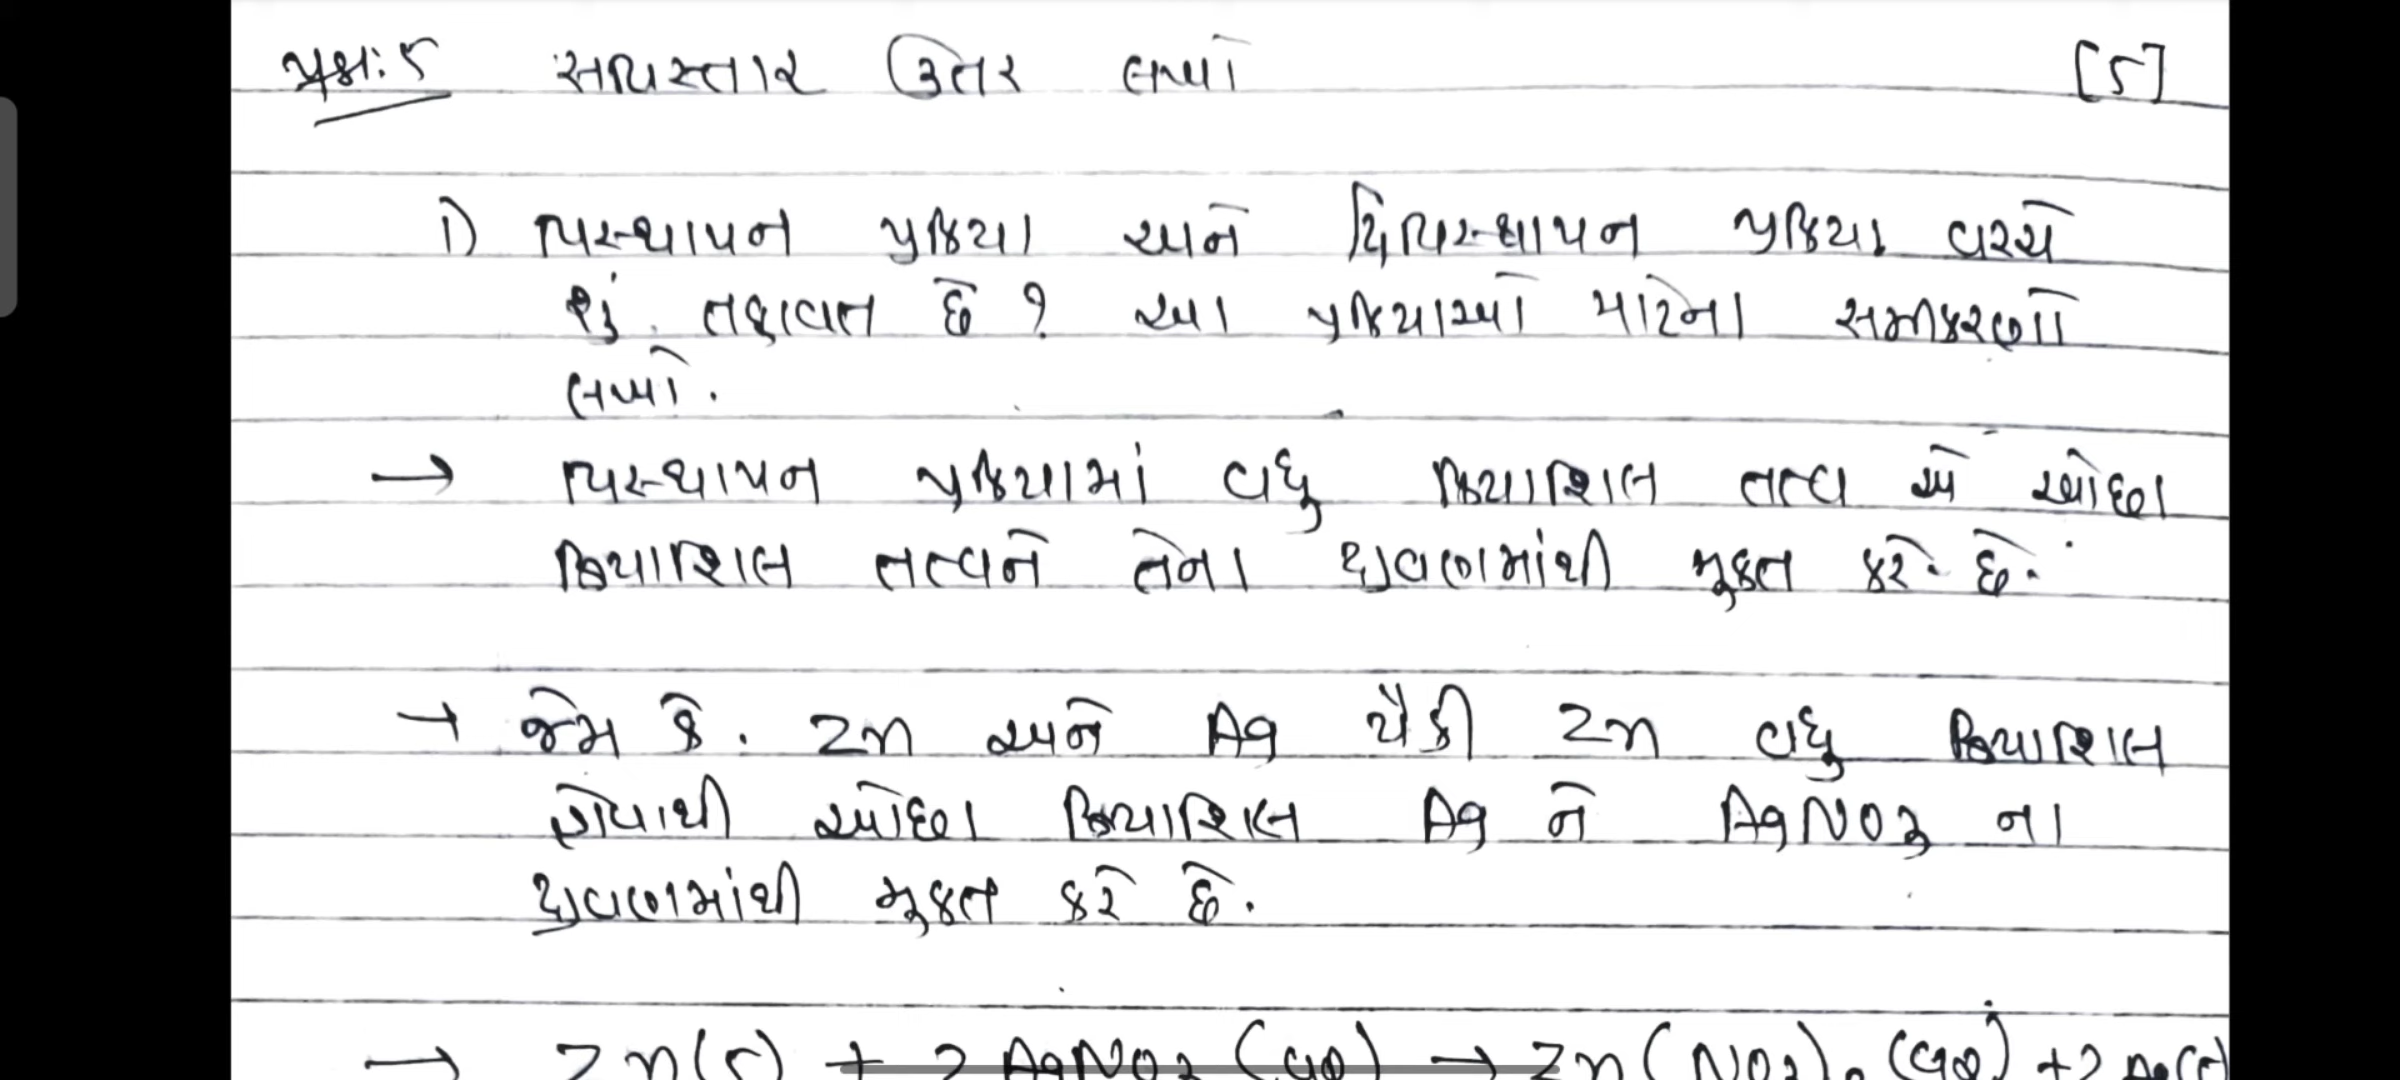 પ્રશ્ન: ૬ સવિસ્તાર ઉત્તર લખો [5]
1) વિસ્થાપન પ્રક્રિયા અને દ્વિવિસ્થાપન પ્રક્રિયા વચ્ચે
શું તફાવત છે ? આ પ્રક્રિયાઓ માટેના સમીકરણો
લખો.
→ વિસ્થાપન પ્રક્રિયામાં વધુ ક્રિયાશિલ તત્વ એ ઓછા
ક્રિયાશિલ તત્વને તેના દ્રાવણમાંથી મુક્ત કરે છે.
→ જેમ કે. Zn અને Ag પૈકી Zn વધુ ક્રિયાશિલ
હોવાથી ઓછા ક્રિયાશિલ Ag ને AgNO3 ના
દ્રાવણમાંથી મુક્ત કરે છે.
→ Zn(s) + 2AgNO3 (aq) → Zn(NO3)2 (aq) + 2Ag(s)